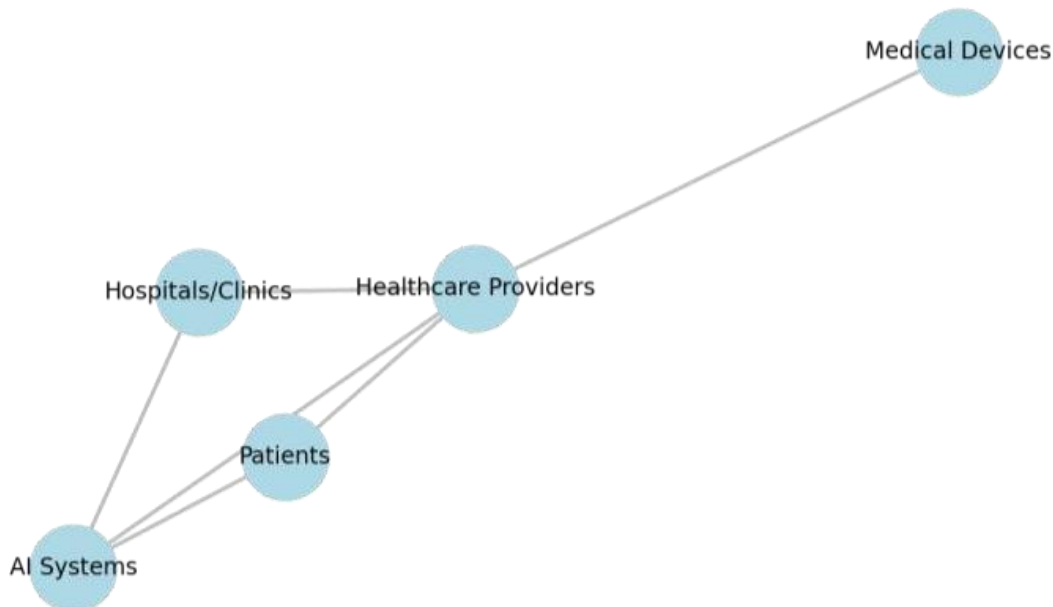 Medical Devices
Hospitals/Clinics
Healthcare Providers
Patients
AI Systems